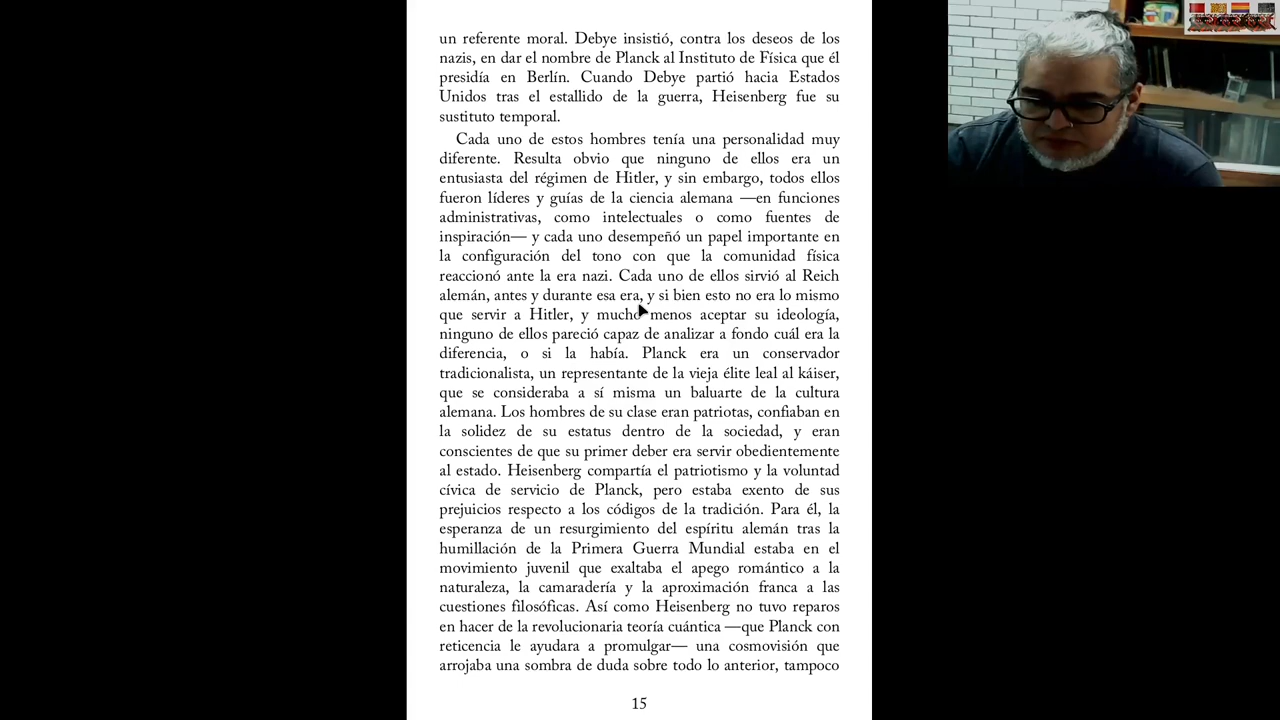 un referente moral. Debye insistió, contra los deseos de los
nazis, en dar el nombre de Planck al Instituto de Física que él
presidía en Berlín. Cuando Debye partió hacia Estados
Unidos tras el estallido de la guerra, Heisenberg fue su
sustituto temporal.
Cada uno de estos hombres tenía una personalidad muy
diferente. Resulta obvio que ninguno de ellos era un
entusiasta del régimen de Hitler, y sin embargo, todos ellos
fueron líderes y guías de la ciencia alemana —en funciones
administrativas, como intelectuales o como fuentes de
inspiración— y cada uno desempeñó un papel importante en
la configuración del tono con que la comunidad física
reaccionó ante la era nazi. Cada uno de ellos sirvió al Reich
alemán, antes y durante esa era, y si bien esto no era lo mismo
que servir a Hitler, y mucho menos aceptar su ideología,
ninguno de ellos pareció capaz de analizar a fondo cuál era la
diferencia, o si la había. Planck era un conservador
tradicionalista, un representante de la vieja élite leal al káiser,
que se consideraba a sí misma un baluarte de la cultura
alemana. Los hombres de su clase eran patriotas, confiaban en
la solidez de su estatus dentro de la sociedad, y eran
conscientes de que su primer deber era servir obedientemente
al estado. Heisenberg compartía el patriotismo y la voluntad
cívica de servicio de Planck, pero estaba exento de sus
prejuicios respecto a los códigos de la tradición. Para él, la
esperanza de un resurgimiento del espíritu alemán tras la
humillación de la Primera Guerra Mundial estaba en el
movimiento juvenil que exaltaba el apego romántico a la
naturaleza, la camaradería y la aproximación franca a las
cuestiones filosóficas. Así como Heisenberg no tuvo reparos
en hacer de la revolucionaria teoría cuántica —que Planck con
reticencia le ayudara a promulgar— una cosmovisión que
arrojaba una sombra de duda sobre todo lo anterior, tampoco
15